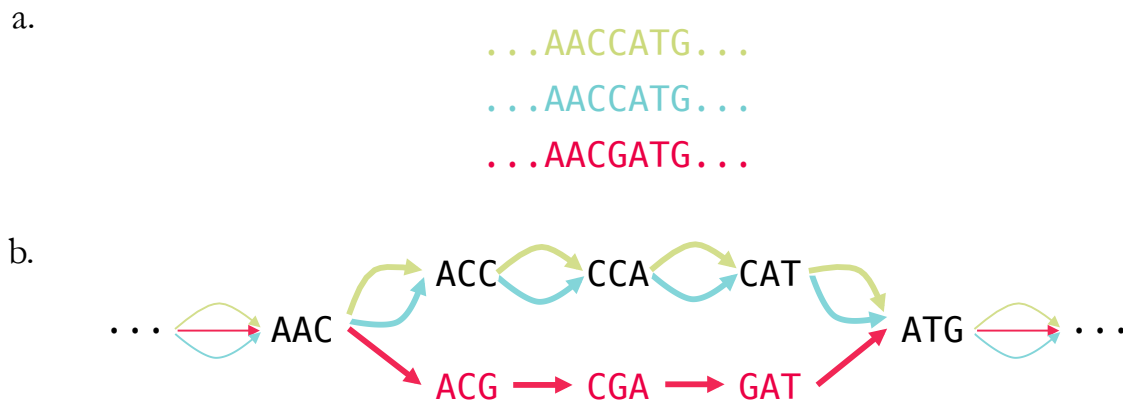 a.
...AACCATG...
...AACCATG...
...AACGATG...
b.
ACC CCA CAT
... AAC ATG ...
ACG CGA GAT